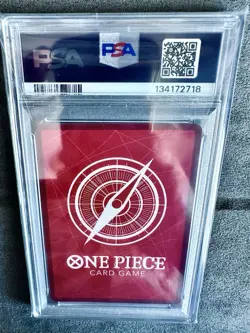 PSA PSA
134172718
ONE PIECE
CARD GAME